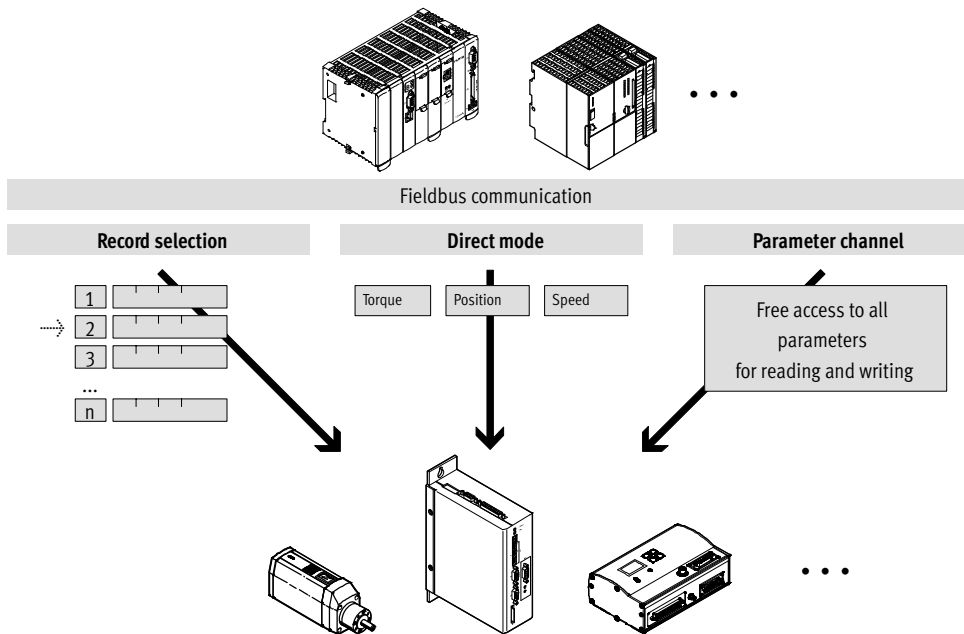 Fieldbus communication
Record selection
Direct mode
Parameter channel
1
2
3
...
n
Torque
Position
Speed
Free access to all
parameters
for reading and writing